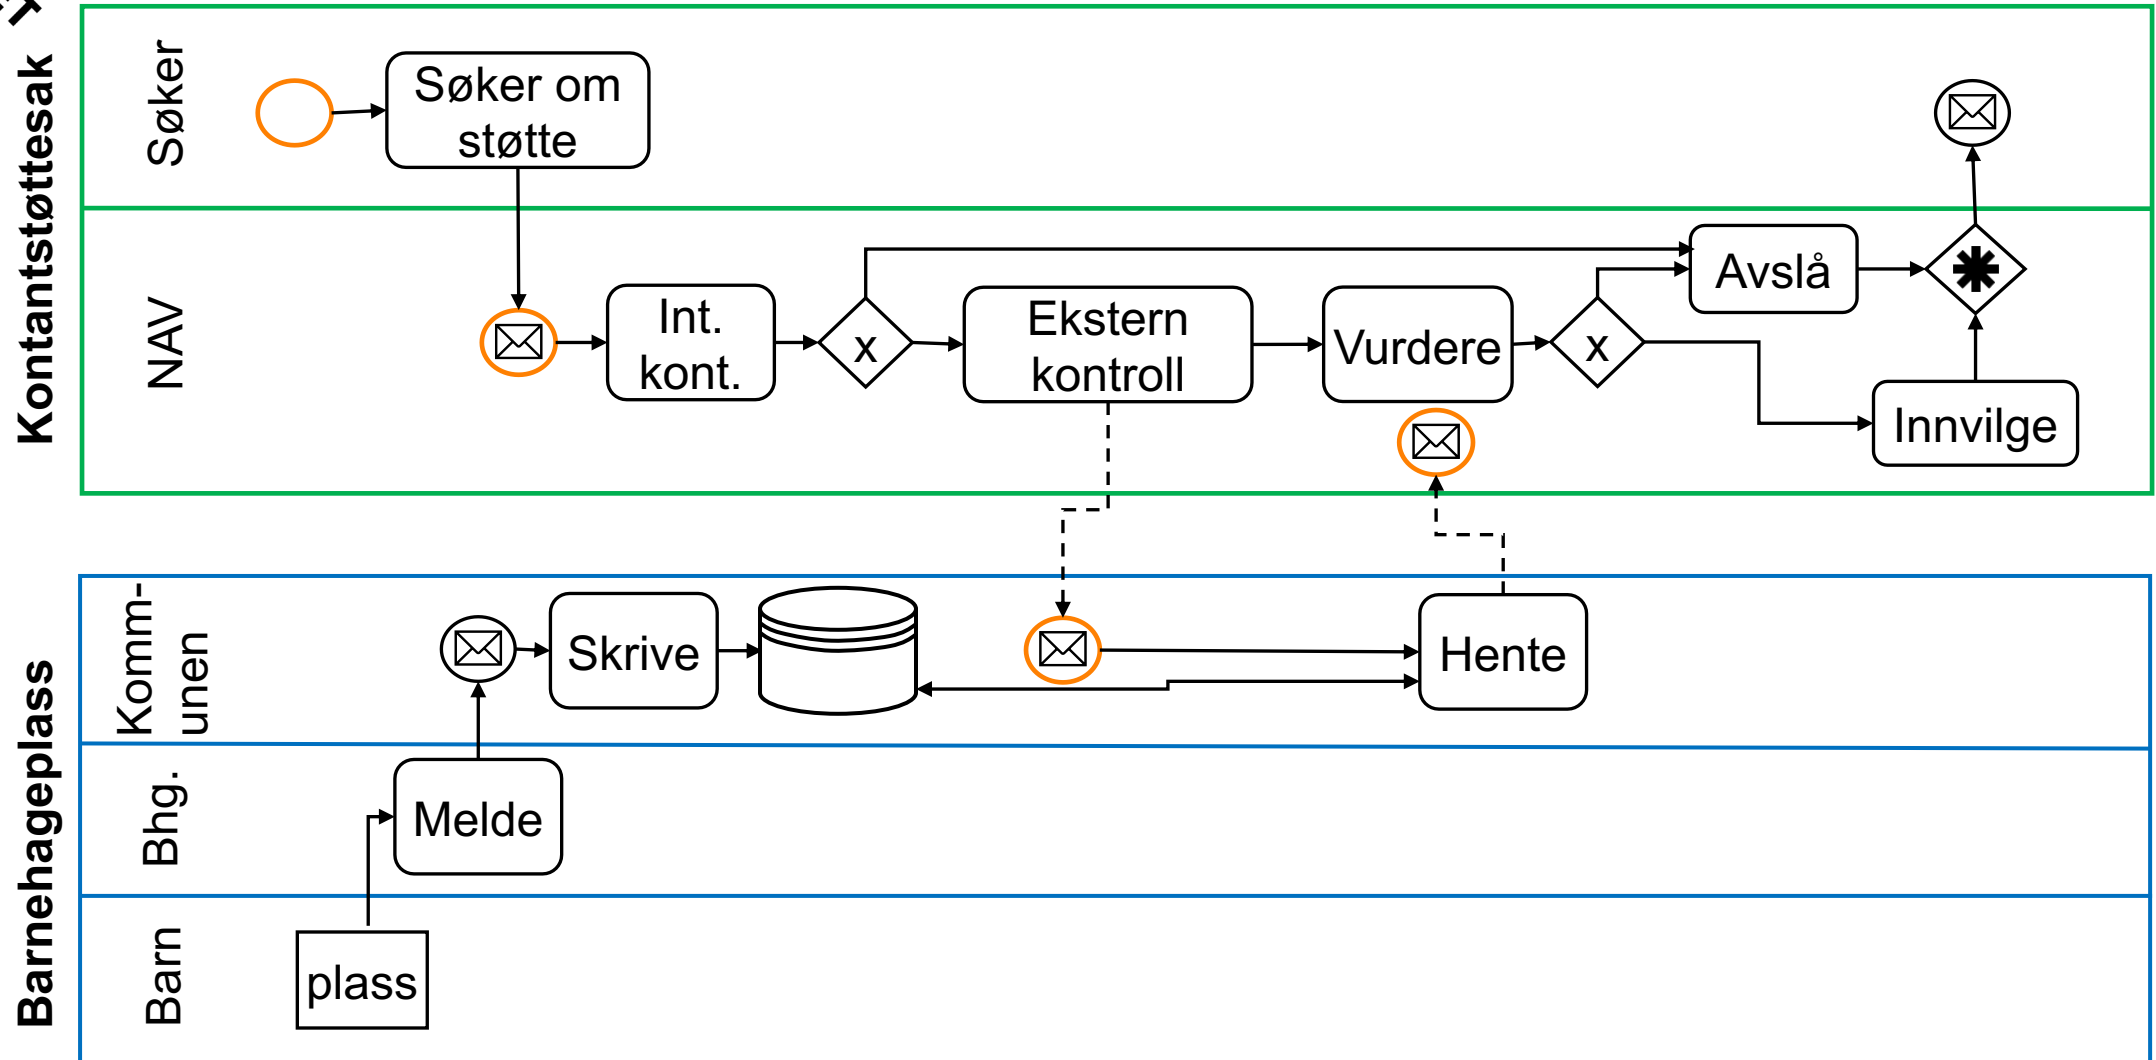 Kontantstøttesak
Søker
Søker om
støtte
NAV
Int.
kont.
x
Ekstern
kontroll
Vurdere
x
Avslå
Innvilge
Barnehageplass
Komm-
unen
Skrive
Hente
Bhg.
Melde
Barn
plass